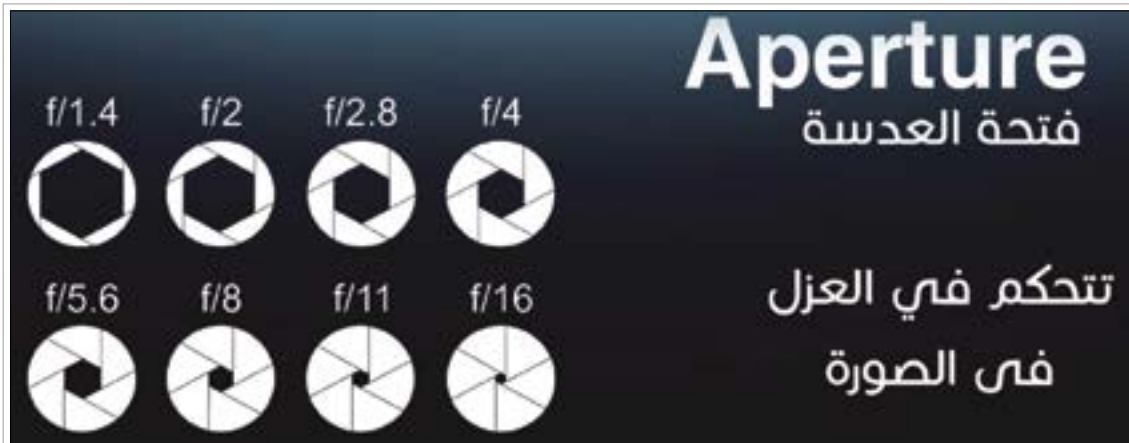 Aperture
فتحة العدسة
f/1.4 f/2 f/2.8 f/4
تتحكم في العزل
f/5.6 f/8 f/11 f/16
فى الصورة